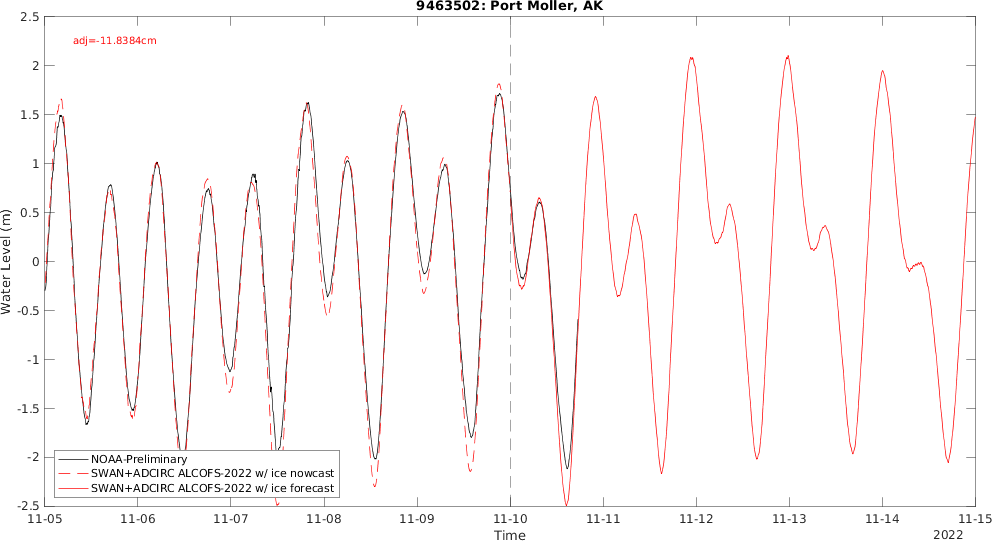 9463502: Port Moller, AK
adj=-11.8384cm
2.5
2
1.5
1
0.5
0
-0.5
-1
-1.5
-2
-2.5
Water Level (m)
NOAA-Preliminary
SWAN+ADCIRC ALCOFS-2022 w/ ice nowcast
SWAN+ADCIRC ALCOFS-2022 w/ ice forecast
11-05 11-06 11-07 11-08 11-09 11-10 11-11 11-12 11-13 11-14 11-15
Time
2022